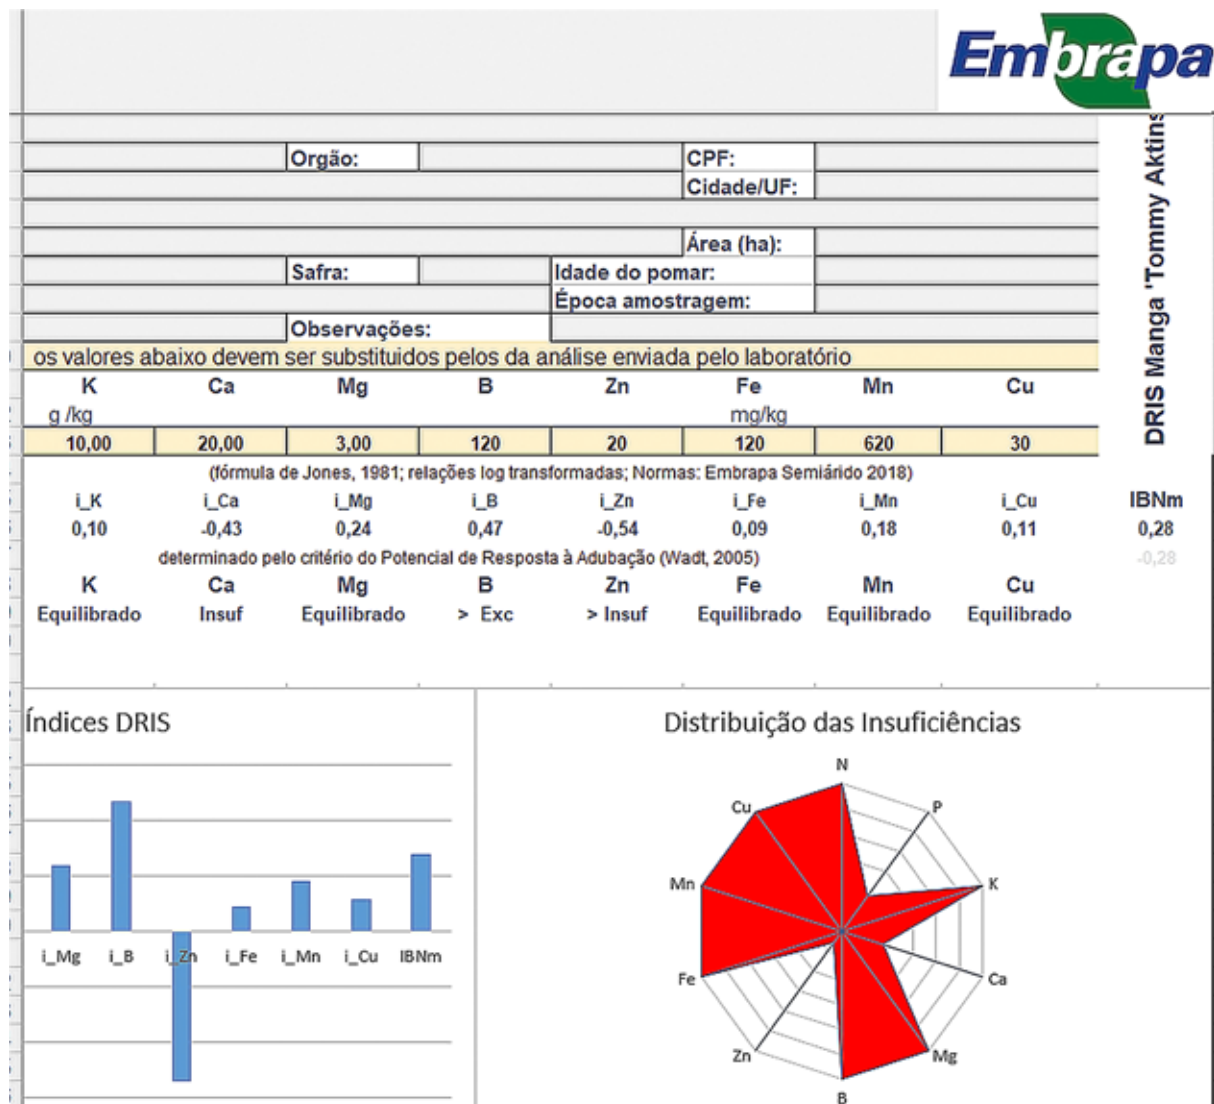 Embrapa
Orgão: CPF:
Cidade/UF:
Área (ha):
Safra: Idade do pomar:
Época amostragem:
Observações:
DRIS Manga 'Tommy Aktins
os valores abaixo devem ser substituidos pelos da análise enviada pelo laboratório
K Ca Mg B Zn Fe Mn Cu
g /kg mg/kg
10,00 20,00 3,00 120 20 120 620 30
(fórmula de Jones, 1981; relações log transformadas; Normas: Embrapa Semiárido 2018)
i_K i_Ca i_Mg i_B i_Zn i_Fe i_Mn i_Cu IBNm
0,10 -0,43 0,24 0,47 -0,54 0,09 0,18 0,11 0,28
determinado pelo critério do Potencial de Resposta à Adubação (Wadt, 2005) -0,28
K Ca Mg B Zn Fe Mn Cu
Equilibrado Insuf Equilibrado > Exc > Insuf Equilibrado Equilibrado Equilibrado
Índices DRIS
i_Mg i_B i_Zn i_Fe i_Mn i_Cu IBNm
Distribuição das Insuficiências
N
Cu P
Mn K
Fe Ca
Zn Mg
B